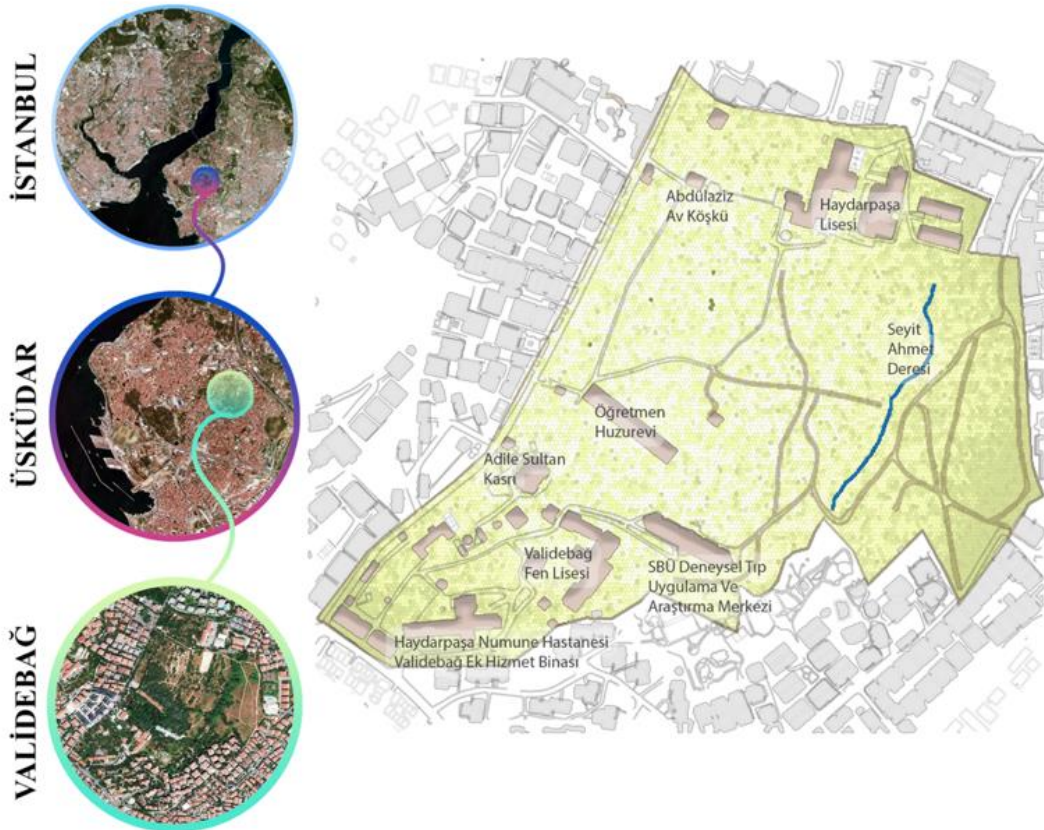 İSTANBUL
ÜSKÜDAR
VALİDEBAĞ
Abdülaziz
Av Köşkü
Haydarpaşa
Lisesi
Seyit
Ahmet
Deresi
Öğretmen
Huzurevi
Adile Sultan
Kasrı
Validebağ
Fen Lisesi
SBÜ Deneysel Tıp
Uygulama Ve
Araştırma Merkezi
Haydarpaşa Numune Hastanesi
Validebağ Ek Hizmet Binası